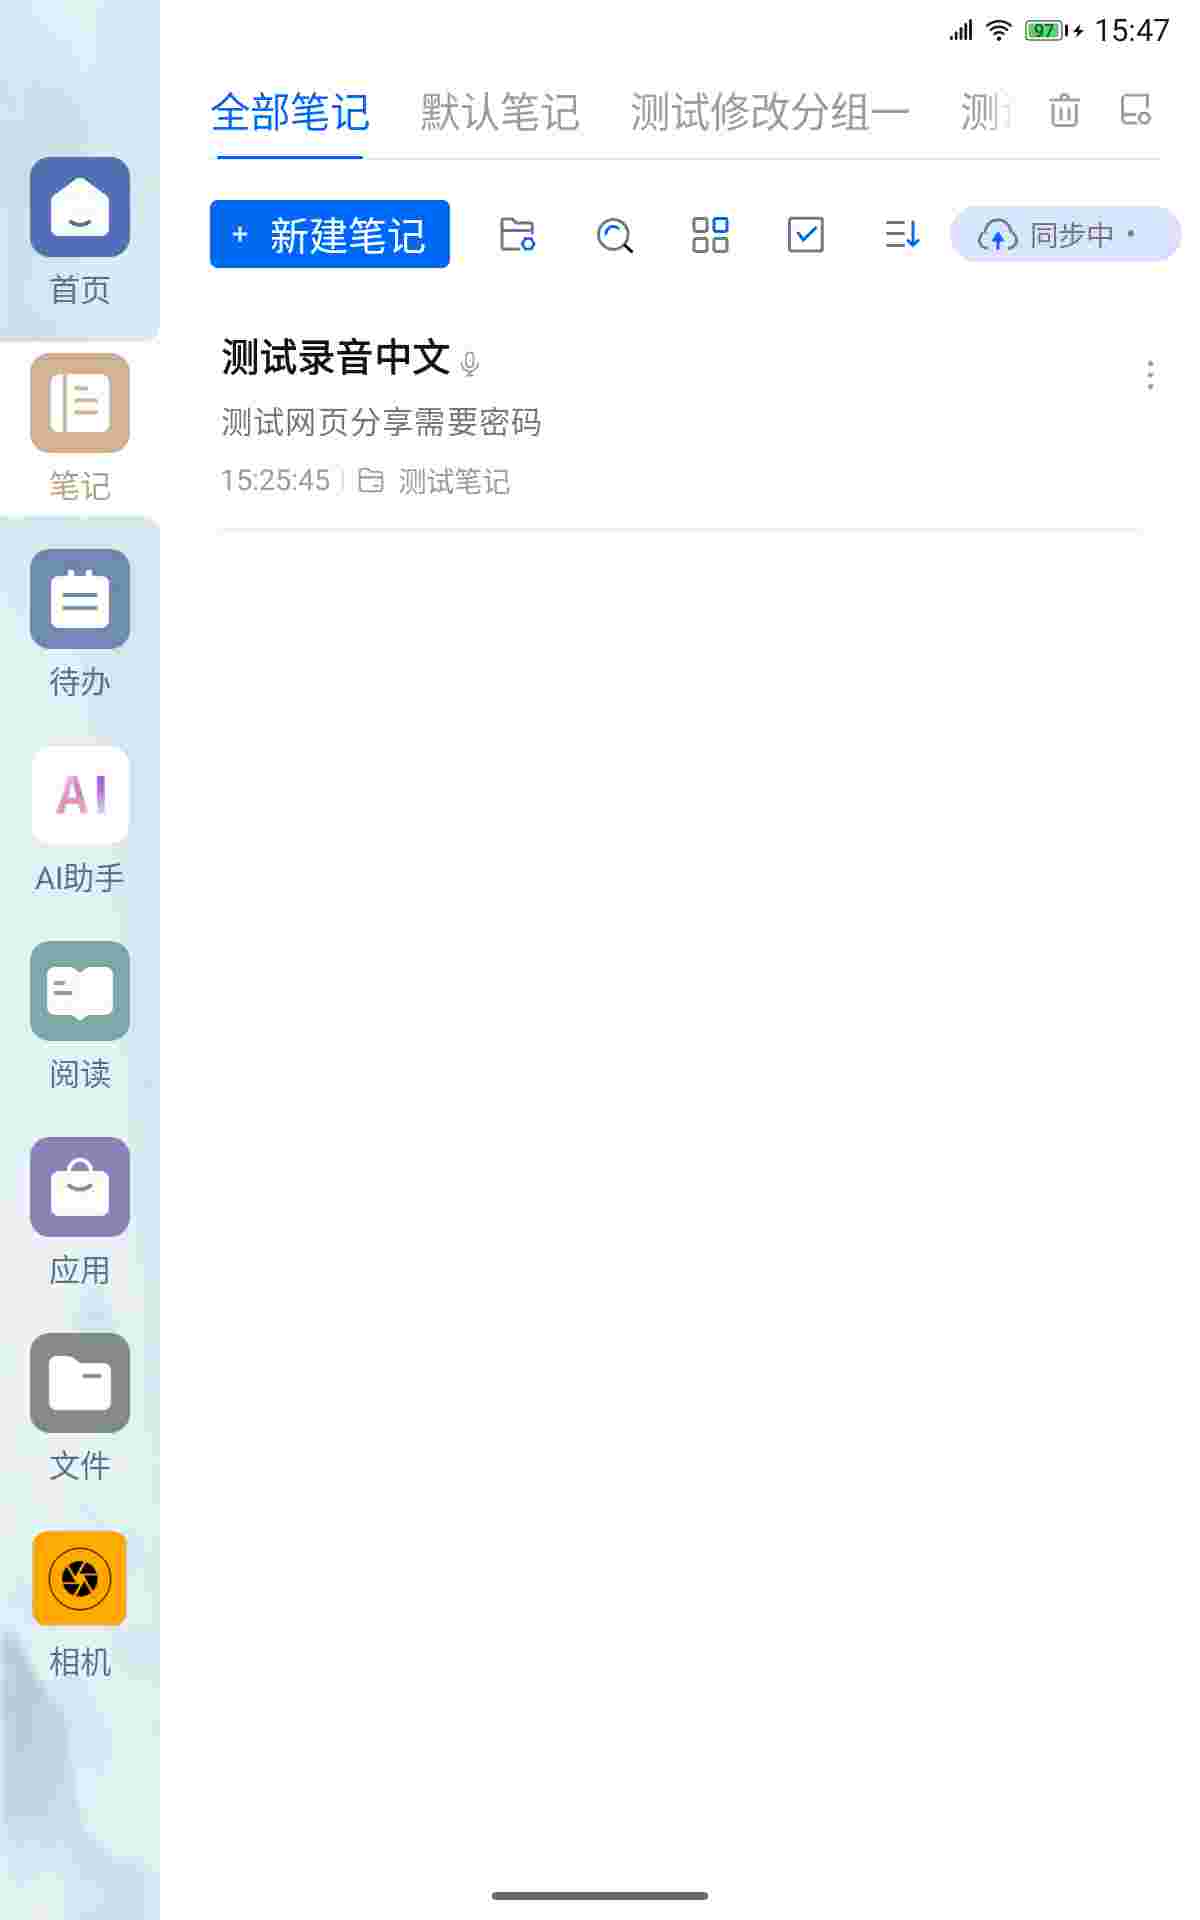 97 15:47
全部笔记 默认笔记 测试修改分组一 测
+ 新建笔记 同步中 ·
首页
测试录音中文
测试网页分享需要密码
15:25:45 测试笔记
笔记
待办
AI
AI助手
阅读
应用
文件
相机